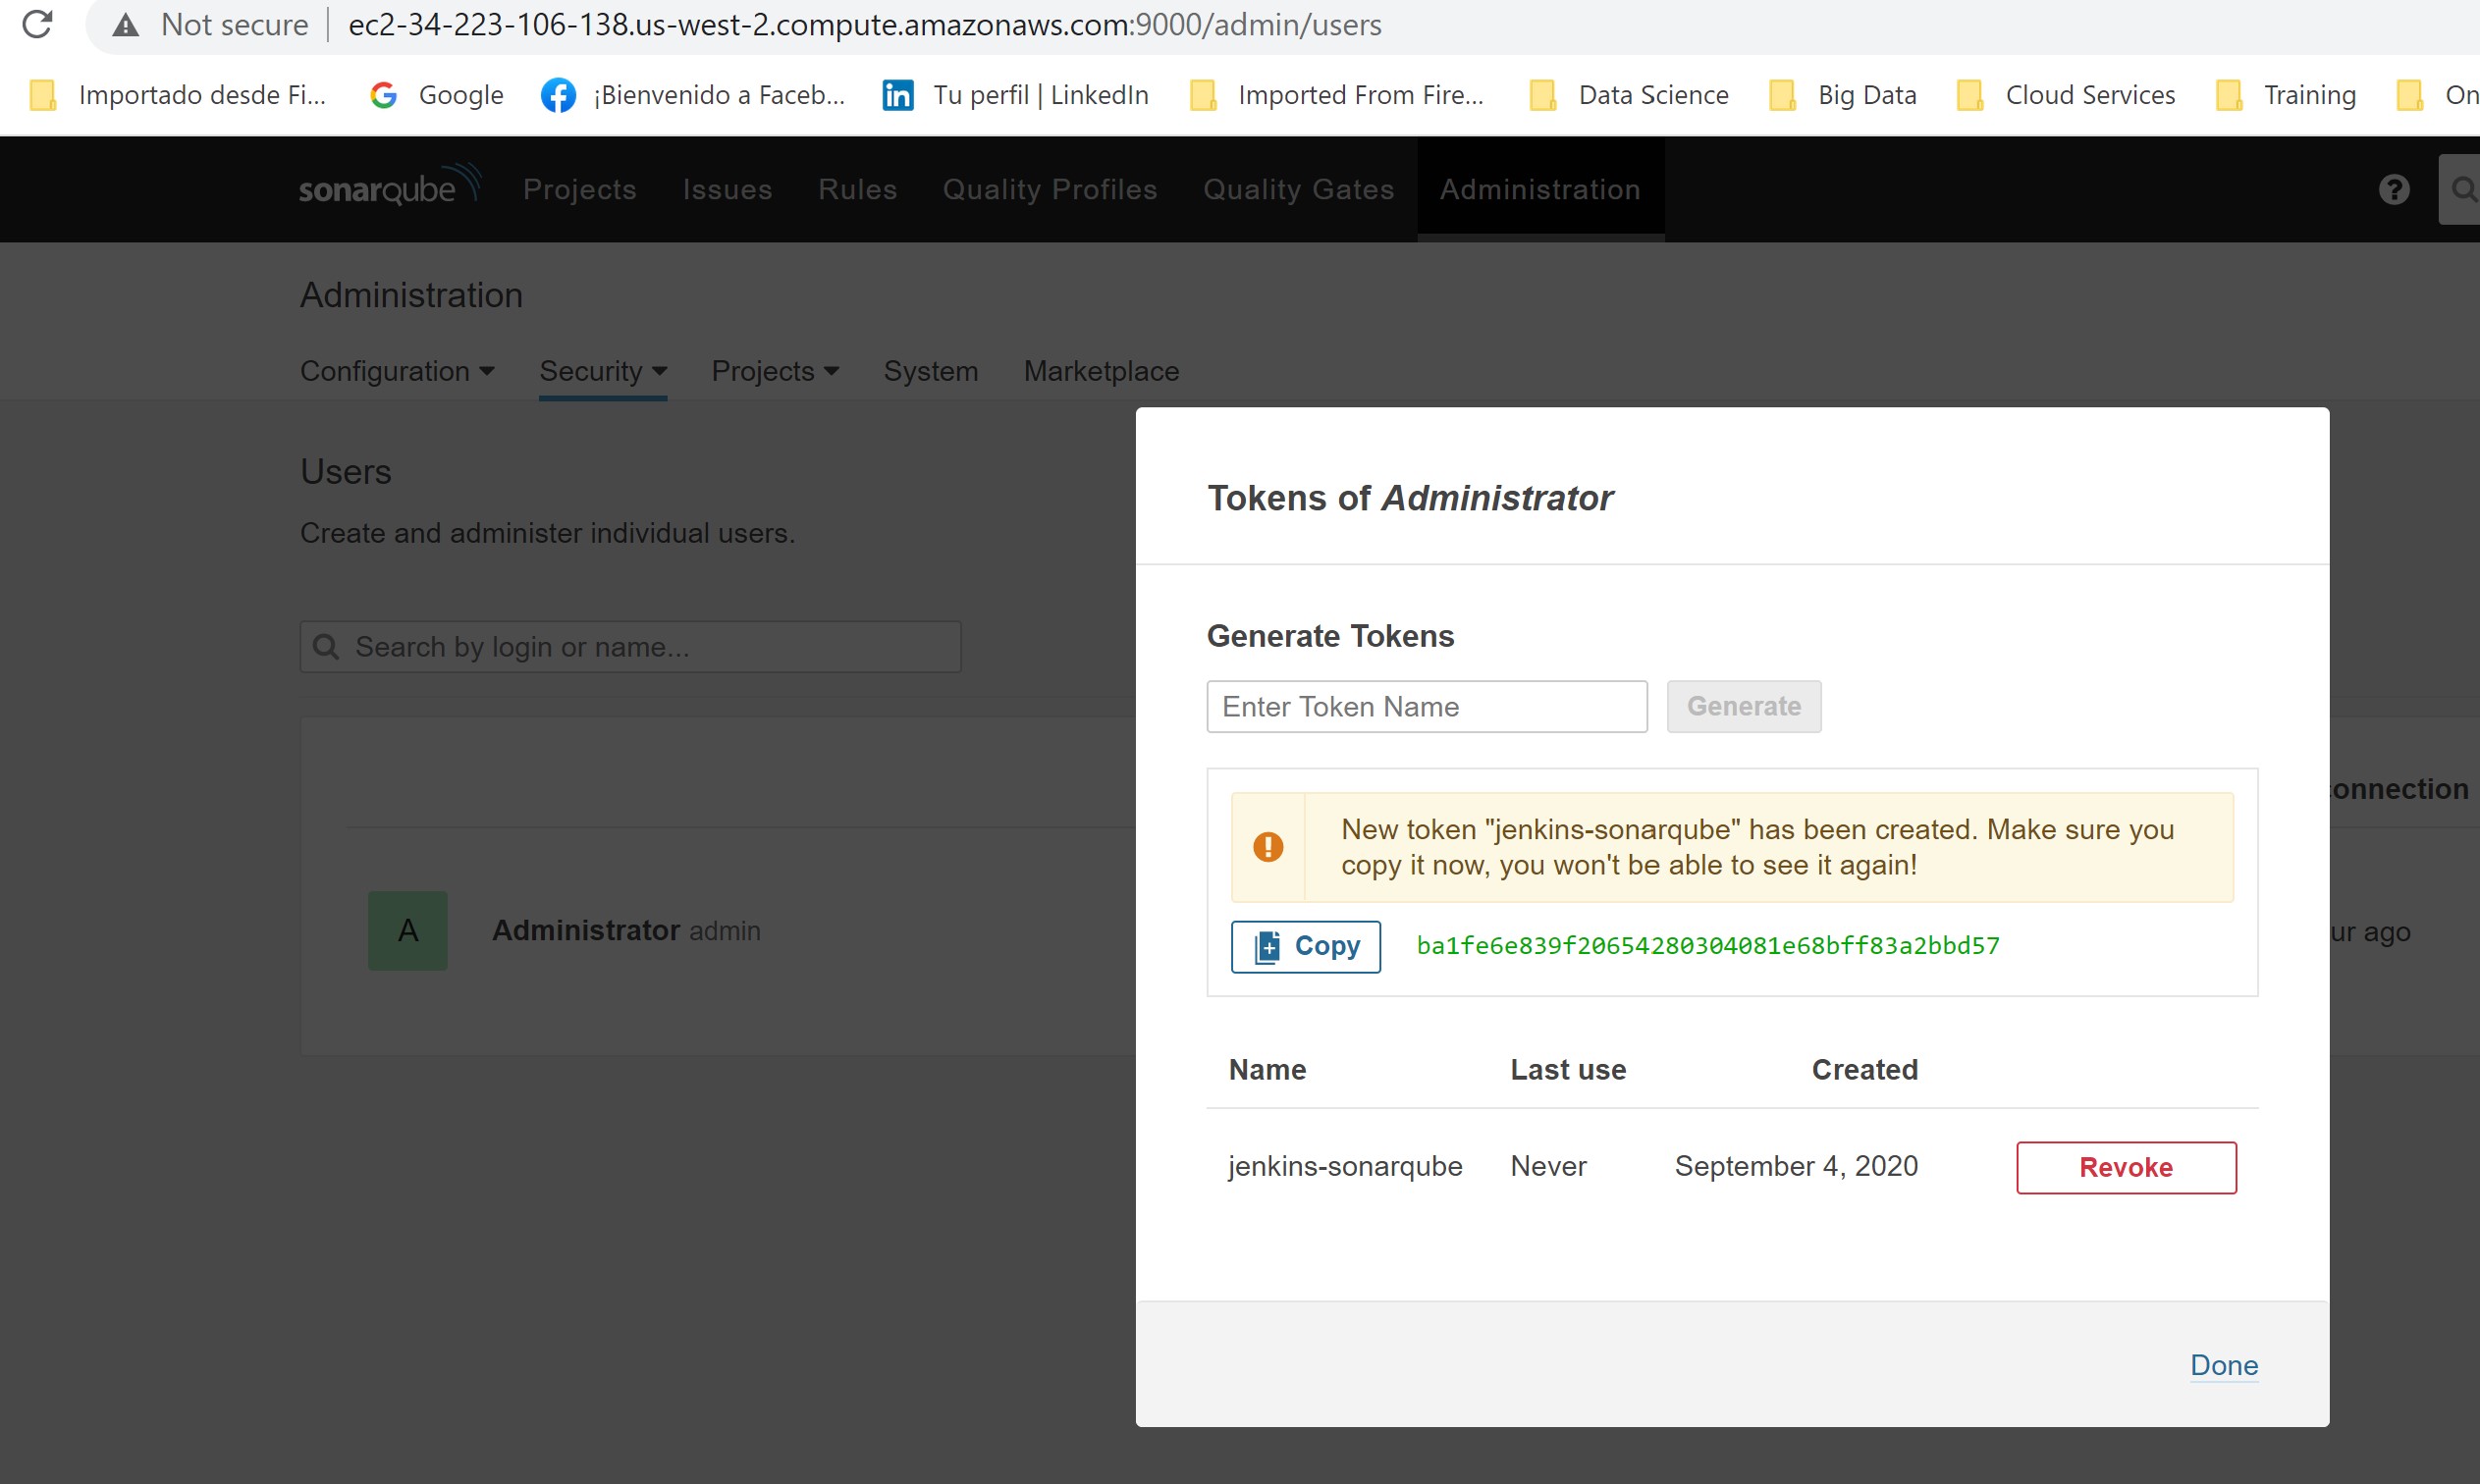 Not secure | ec2-34-223-106-138.us-west-2.compute.amazonaws.com:9000/admin/users
Importado desde Fi... Google ¡Bienvenido a Faceb... Tu perfil | LinkedIn Imported From Fire... Data Science Big Data Cloud Services Training On
sonarqube Projects Issues Rules Quality Profiles Quality Gates Administration
Administration
Configuration Security Projects System Marketplace
Users
Create and administer individual users.
Search by login or name...
onnection
A Administrator admin
ur ago
Tokens of Administrator
Generate Tokens
Enter Token Name Generate
New token "jenkins-sonarqube" has been created. Make sure you
copy it now, you won't be able to see it again!
Copy ba1fe6e839f20654280304081e68bff83a2bbd57
Name Last use Created
jenkins-sonarqube Never September 4, 2020 Revoke
Done